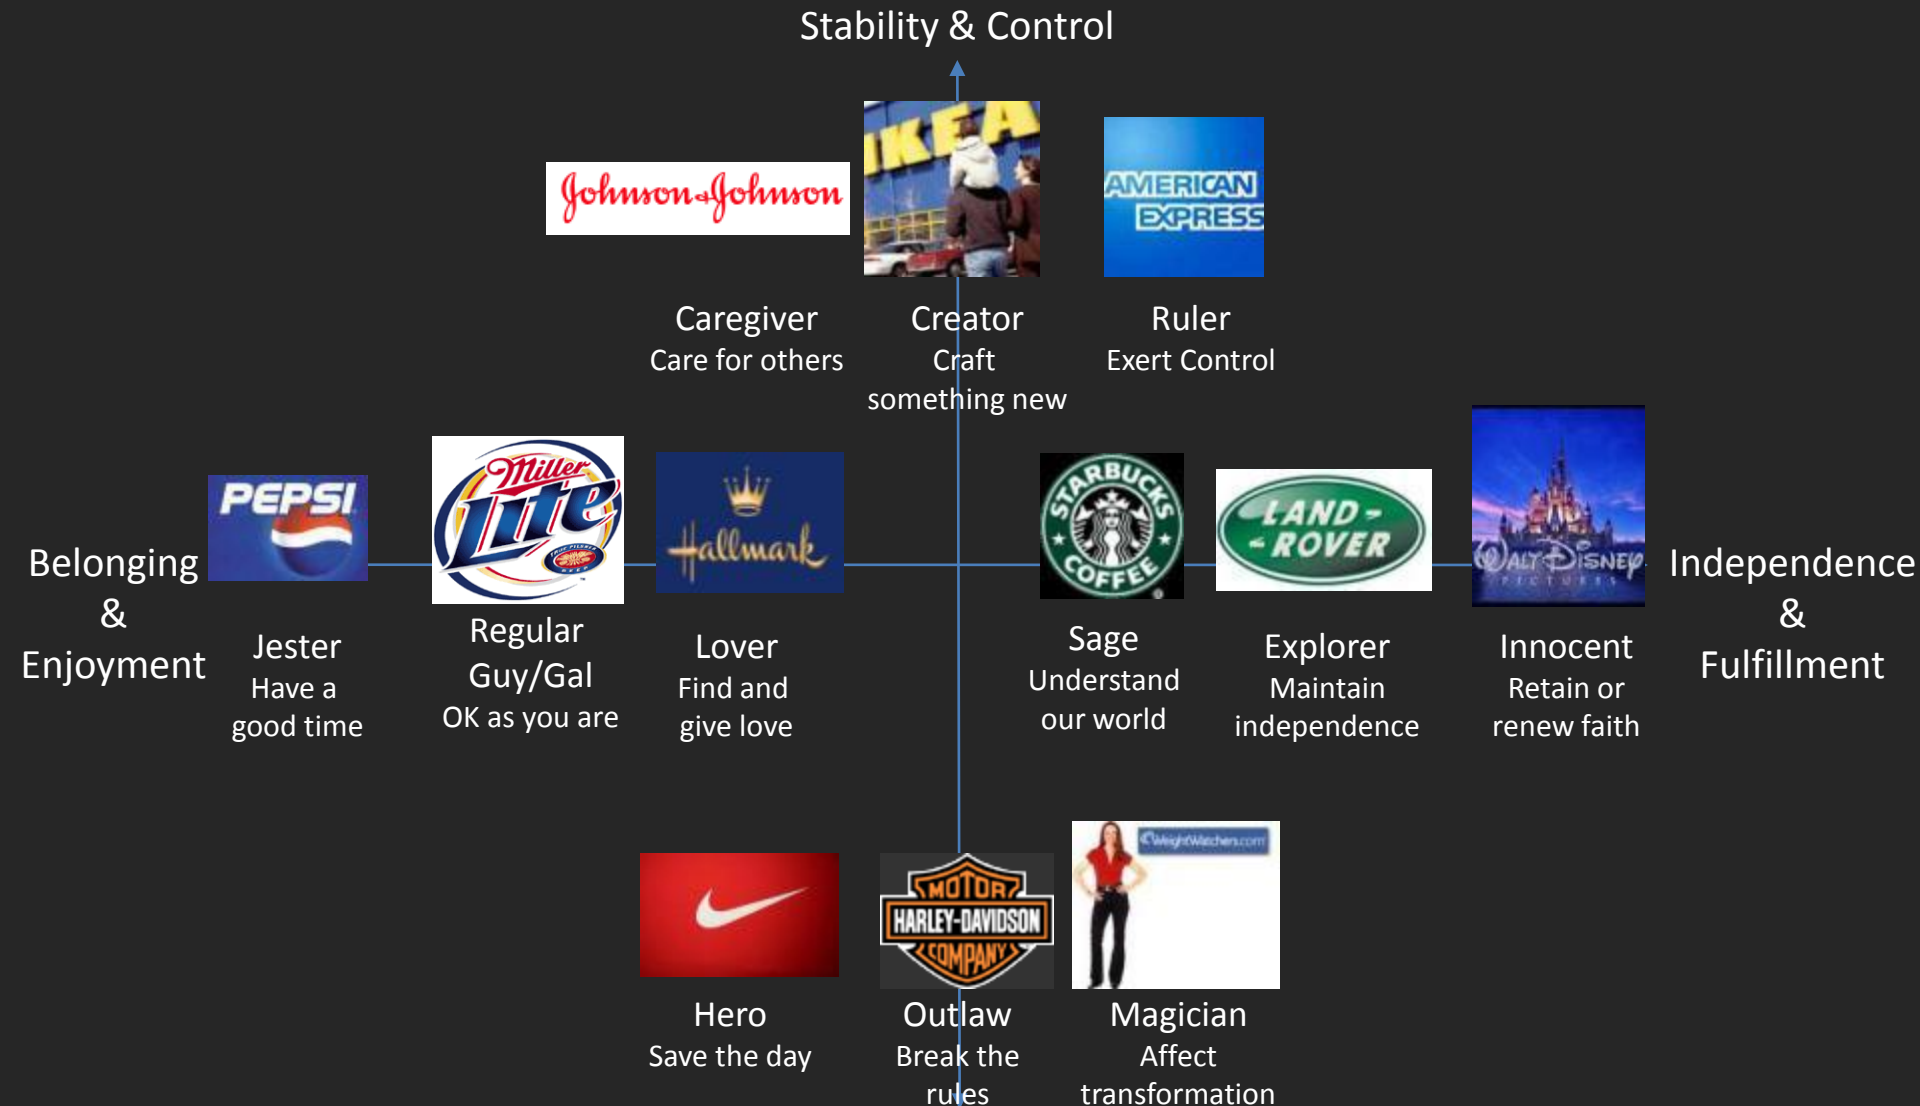 Stability & Control
IKEA
Johnson & Johnson
AMERICAN
EXPRESS
Caregiver
Care for others
Creator
Craft
something new
Ruler
Exert Control
Belonging
&
Enjoyment
PEPSI
Jester
Have a
good time
Miller
Lite
Regular
Guy/Gal
OK as you are
Hallmark
Lover
Find and
give love
STARBUCKS
COFFEE
Sage
Understand
our world
LAND-
-ROVER
Explorer
Maintain
independence
WALT DISNEY
PICTURES
Innocent
Retain or
renew faith
Independence
&
Fulfillment
Hero
Save the day
MOTOR
HARLEY-DAVIDSON
COMPANY
Outlaw
Break the
rules
WeightWatchers.com
Magician
Affect
transformation